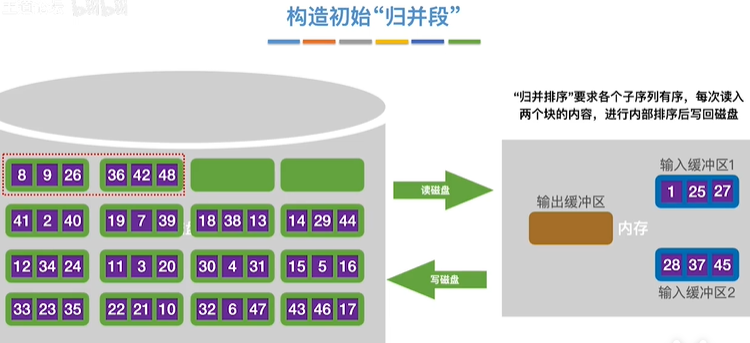 构造初始“归并段”
“归并排序”要求各个子序列有序，每次读入
两个块的内容，进行内部排序后写回磁盘
8 9 26 36 42 48
读磁盘
输入缓冲区1
1 25 27
输出缓冲区
内存
41 2 40 19 7 39 18 38 13 14 29 44
12 34 24 11 3 20 30 4 31 15 5 16
写磁盘
28 37 45
输入缓冲区2
33 23 35 22 21 10 32 6 47 43 46 17